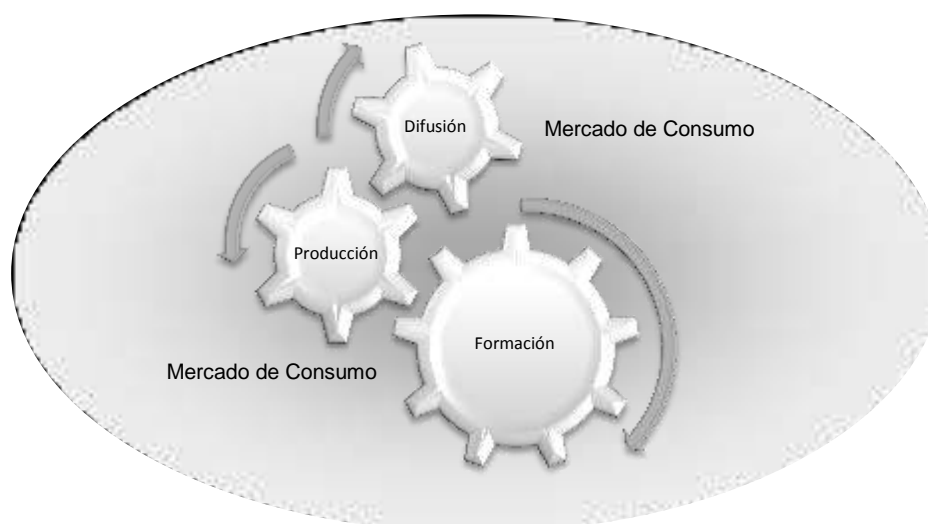 Difusión
Mercado de Consumo
Producción
Formación
Mercado de Consumo